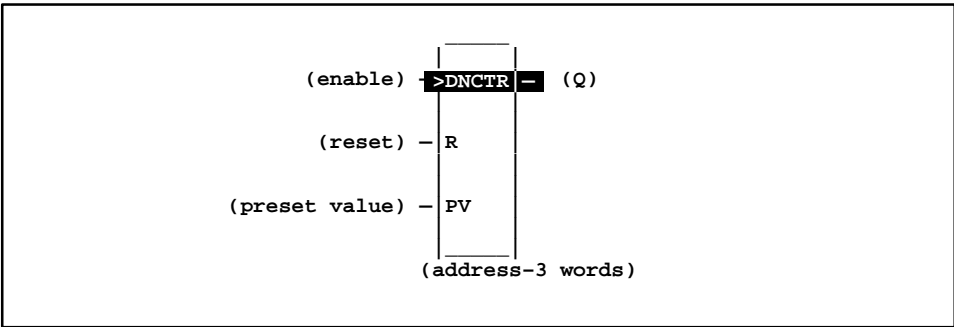 (enable) >DNCTR (Q)
(reset) R
(preset value) PV
(address-3 words)